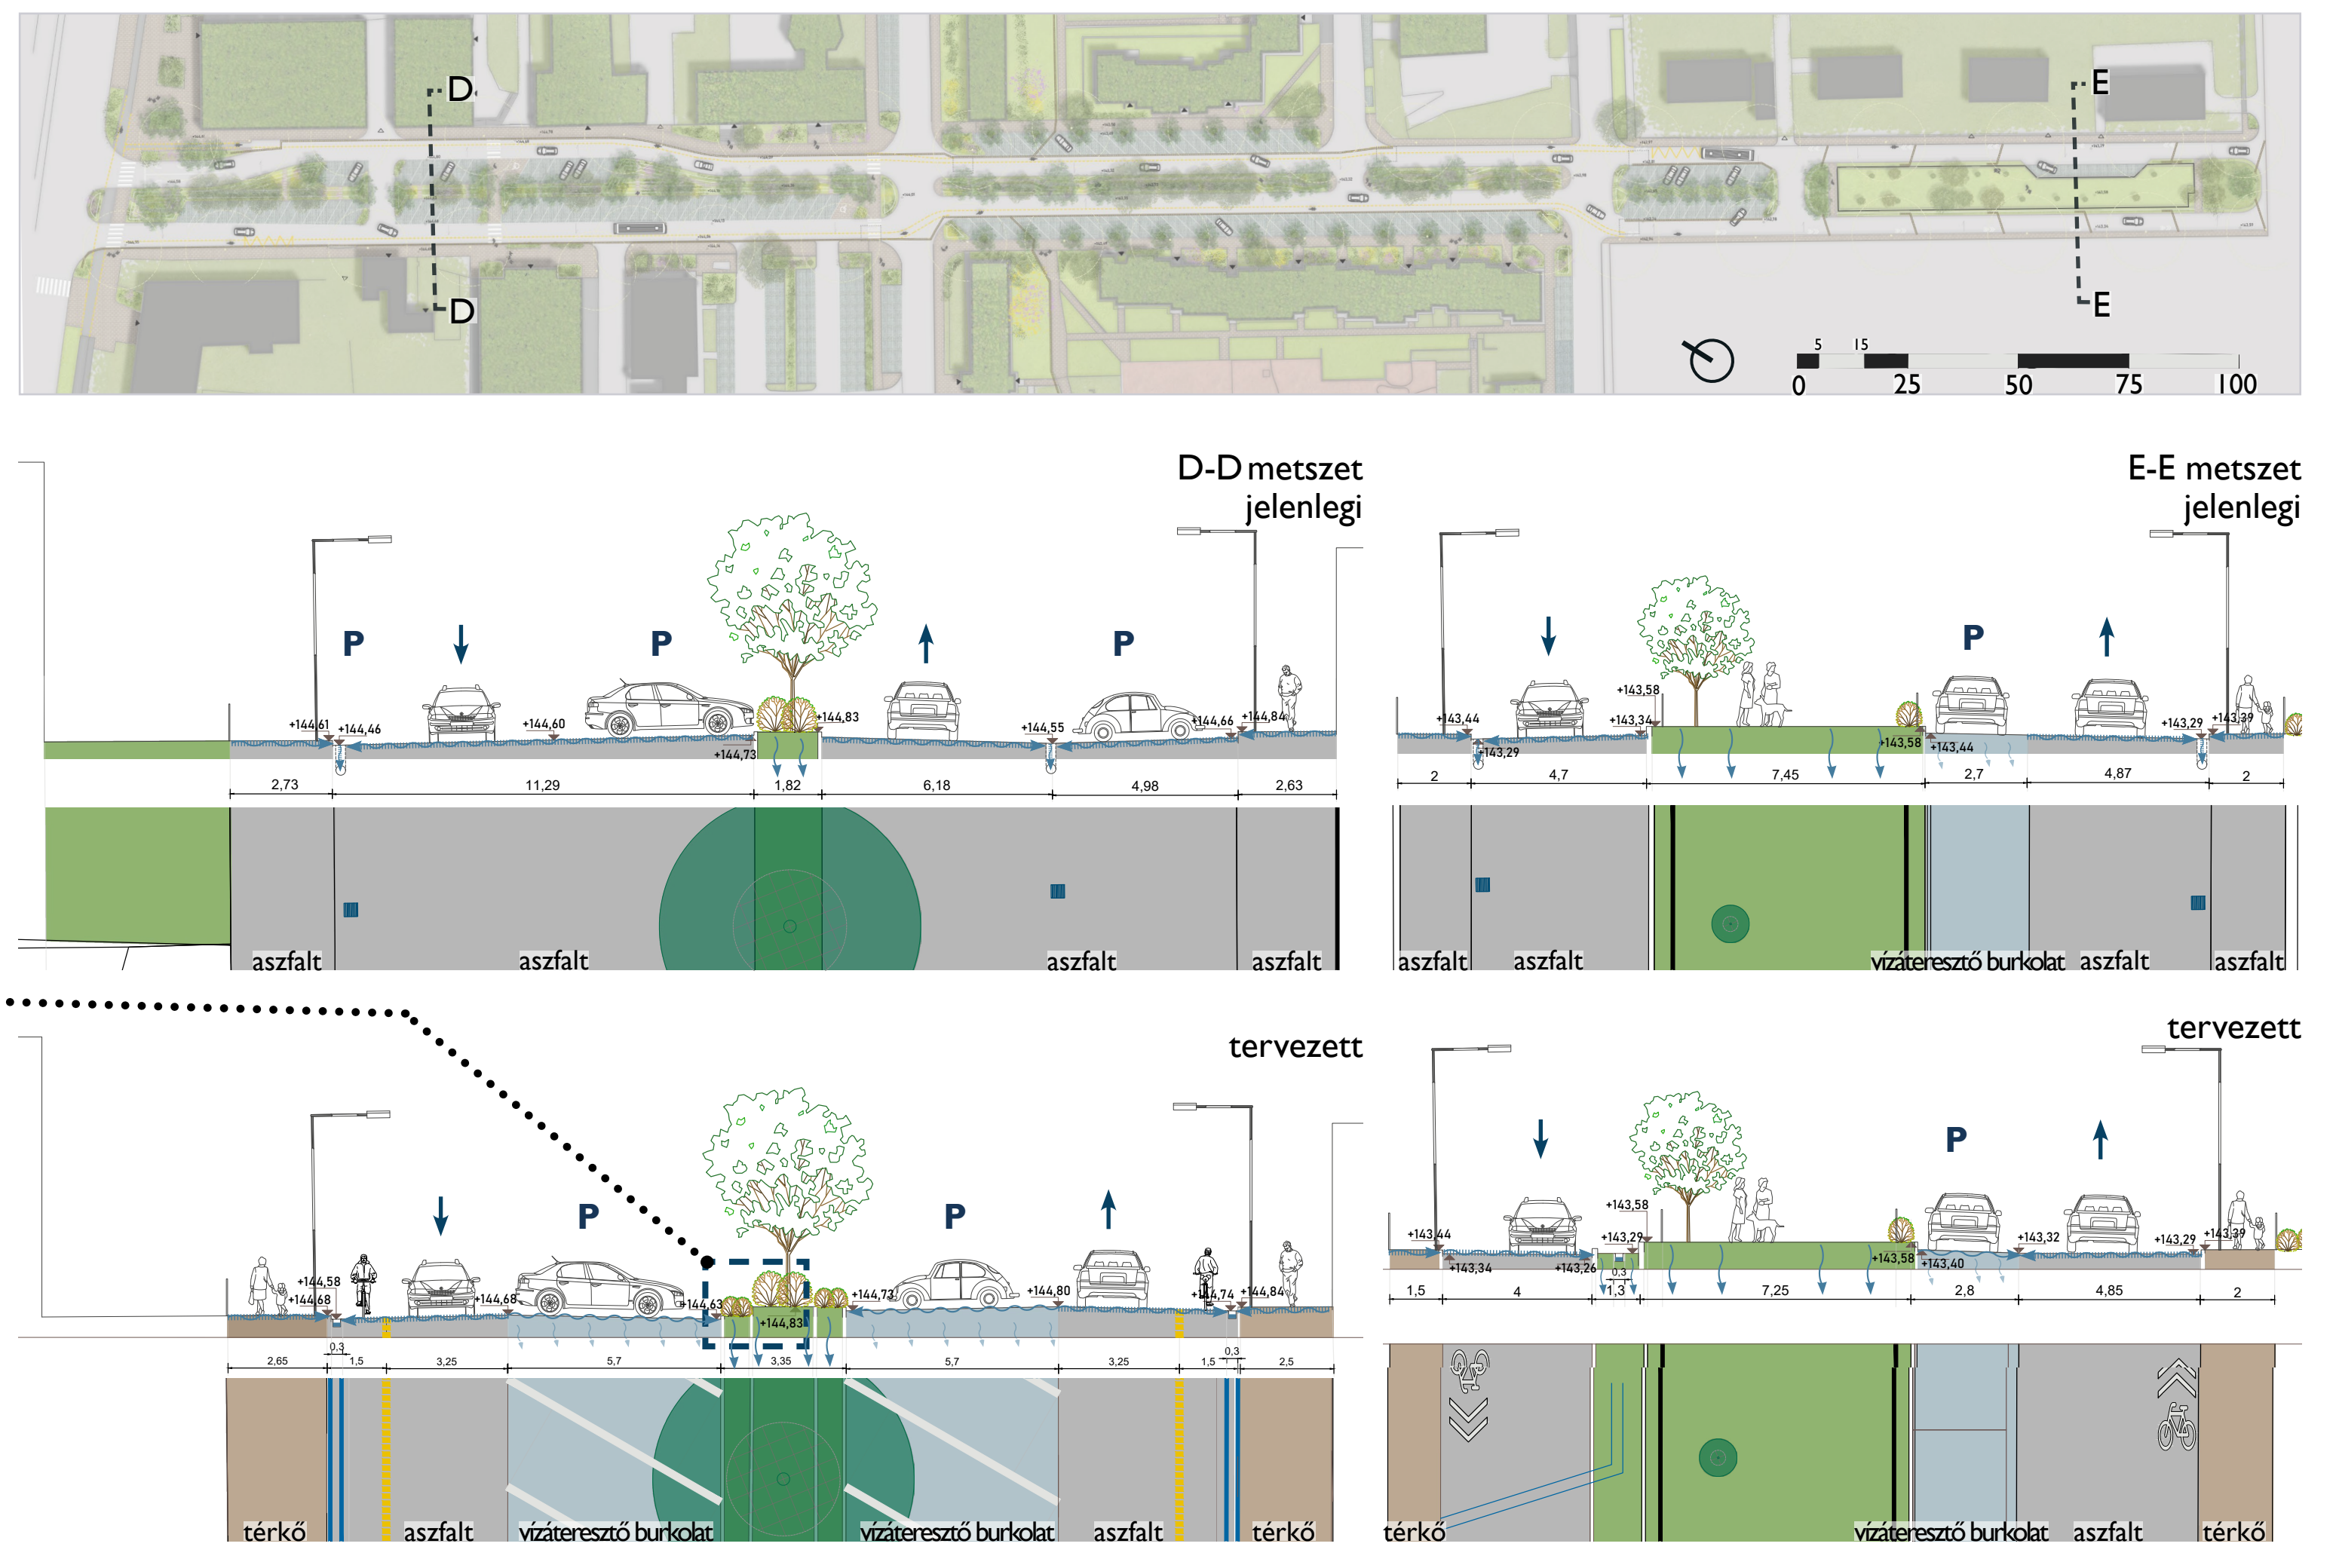 D
E
D
E
5 15
0 25 50 75 100
D-D metszet
jelenlegi
E-E metszet
jelenlegi
P P P
P
+144,61 +144,46 +144,60 +144,73 +144,83 +144,55 +144,66 +144,84
+143,44 +143,29 +143,34 +143,58 +143,58 +143,44 +143,29 +143,39
2,73 11,29 1,82 6,18 4,98 2,63
2 4,7 7,45 2,7 4,87 2
aszfalt aszfalt aszfalt aszfalt
aszfalt aszfalt vízáteresztő burkolat aszfalt aszfalt
tervezett
tervezett
P P
P
+144,68 +144,58 +144,68 +144,63 +144,83 +144,73 +144,80 +144,74 +144,84
+143,44 +143,34 +143,26 +143,29 +143,58 +143,58 +143,40 +143,32 +143,29 +143,39
2,65 0,3 1,5 3,25 5,7 3,35 5,7 3,25 1,5 0,3 2,5
1,5 4 0,3 1,3 7,25 2,8 4,85 2
térkő aszfalt vízáteresztő burkolat vízáteresztő burkolat aszfalt térkő
térkő vízáteresztő burkolat aszfalt térkő